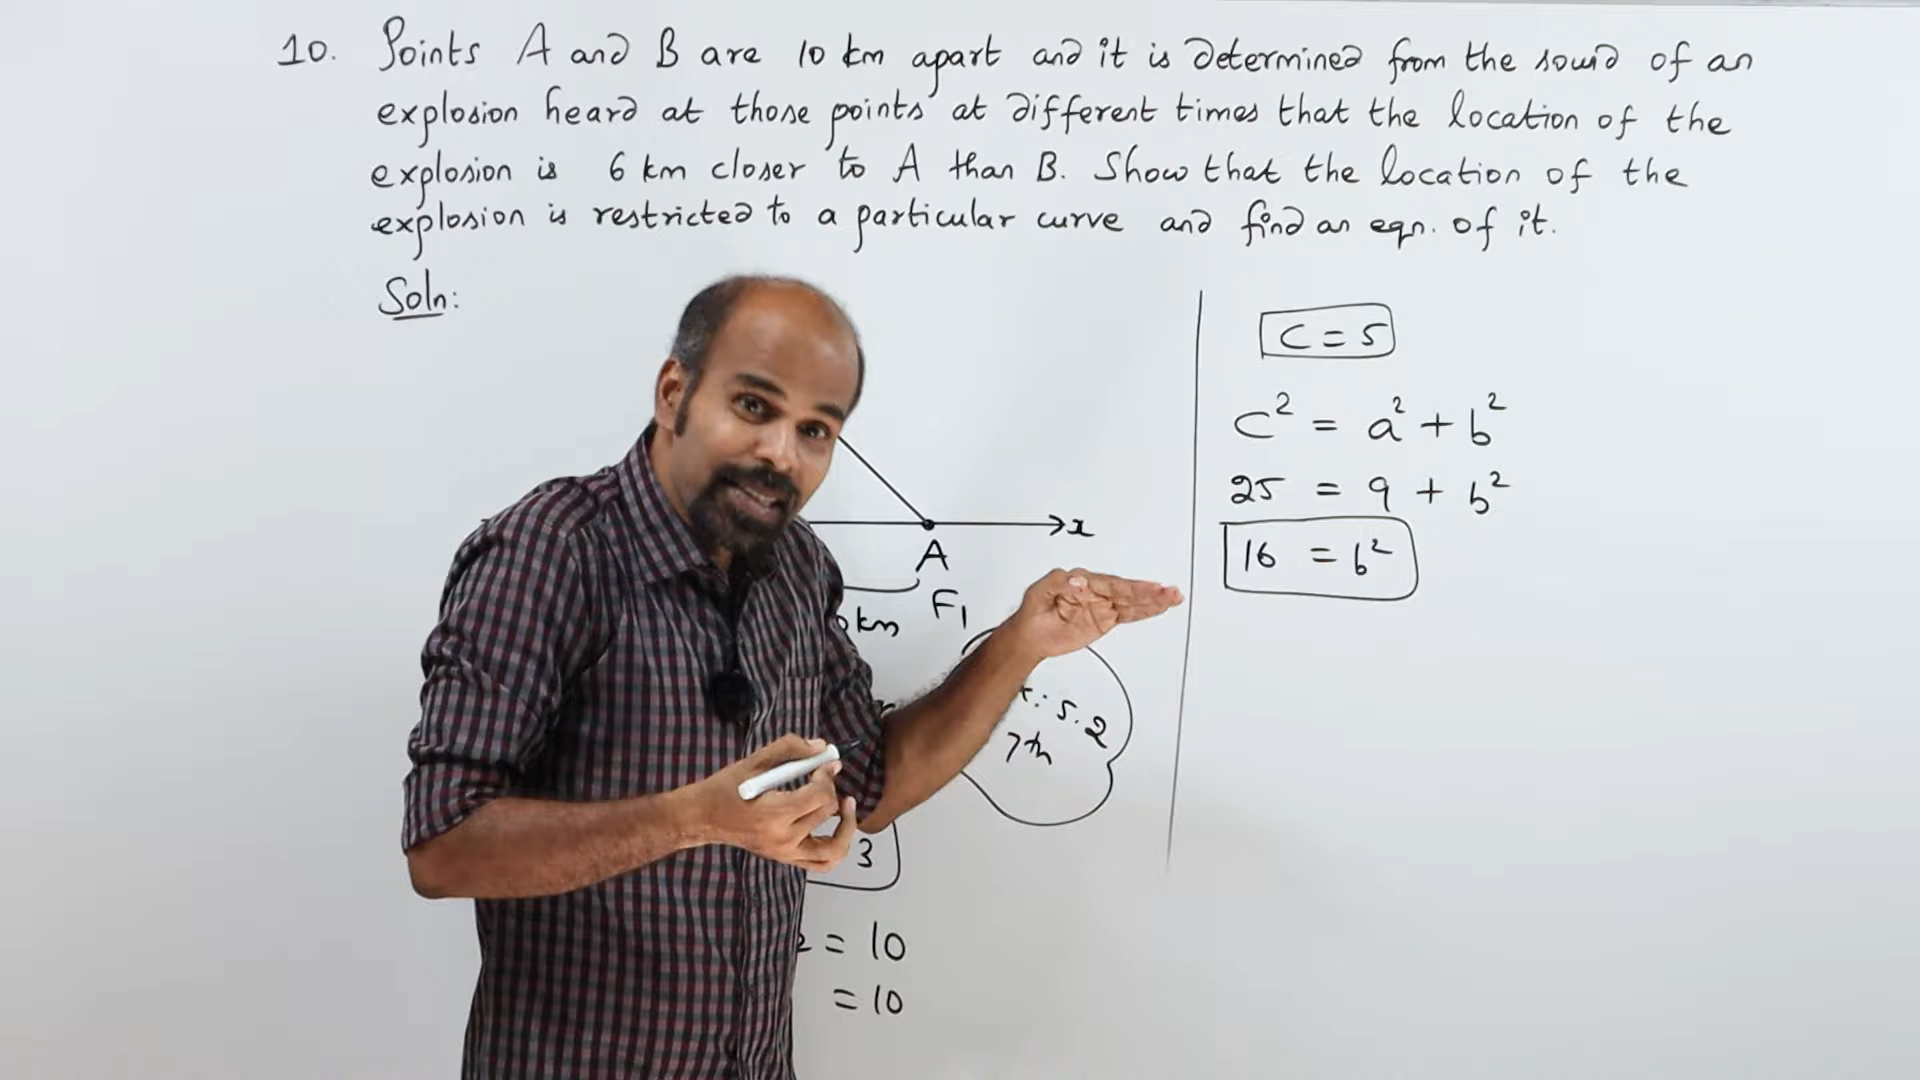 10. Points A and B are 10 km apart and it is determined from the sound of an
explosion heard at those points at different times that the location of the
explosion is 6 km closer to A than B. Show that the location of the
explosion is restricted to a particular curve and find an eqn. of it.
Soln:
x
A
F₁
km
5.2
7th
3
= 10
= 10
C = 5
c² = a² + b²
25 = 9 + b²
16 = b²